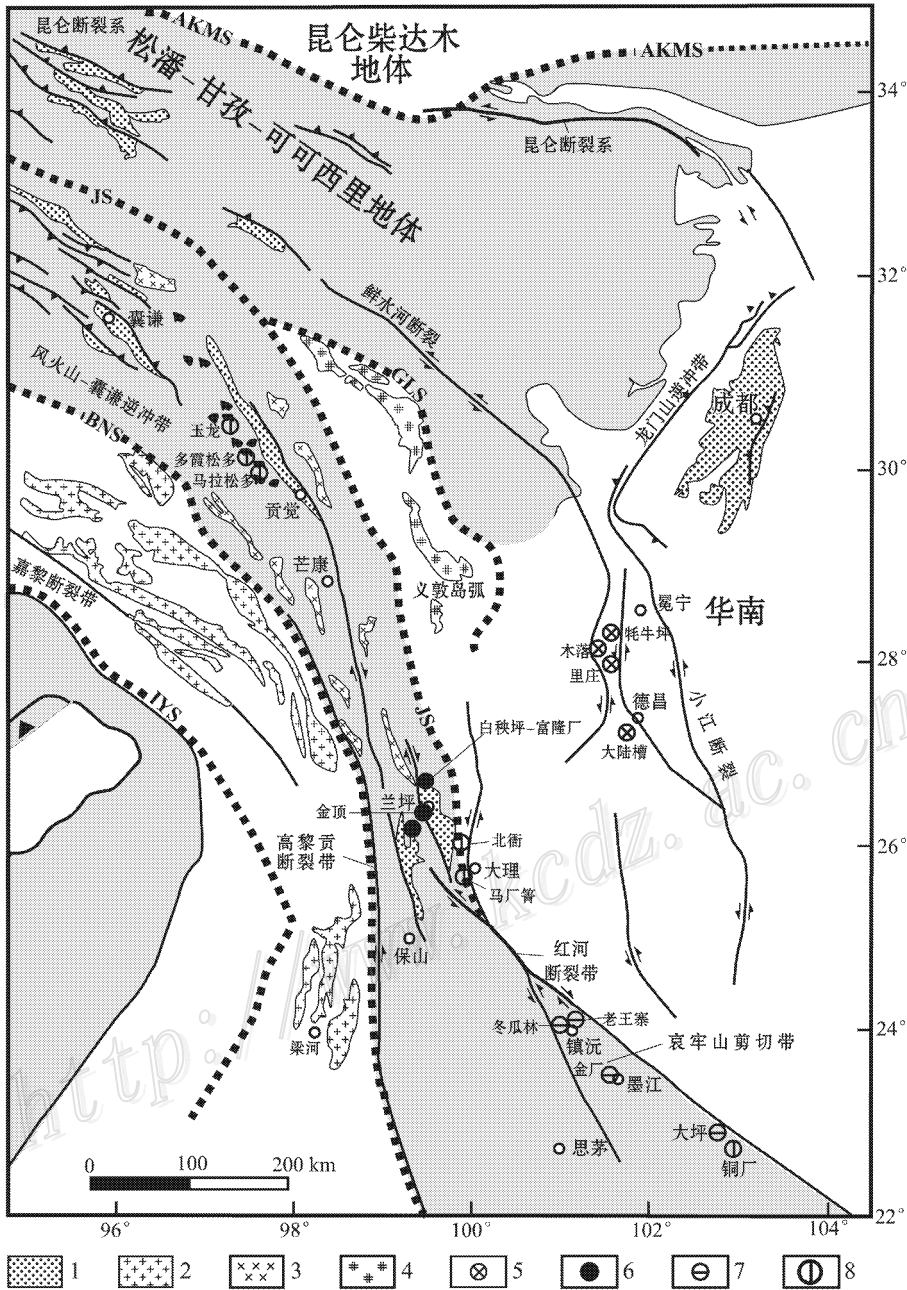 昆仑断裂系
AKMS
昆仑柴达木
地体
AKMS
34°
松潘-甘孜-可可西里地体
昆仑断裂系
JS
32°
囊谦
鲜水河断裂
风火山-囊谦逆冲带
GLS
龙门山逆冲带
成都
BNS
玉龙
多霞松多
马拉松多
30°
贡觉
芒康
义敦岛弧
嘉黎断裂带
冕宁
华南
牦牛坪
木落
里庄
28°
IYS
JS
德昌
小江断裂
白秧坪-富隆厂
大陆槽
兰坪
金顶
北衙
26°
高黎贡
断裂带
大理
马厂箐
保山
红河
断裂带
老王寨
冬瓜林
镇沅
24°
梁河
哀牢山剪切带
金厂
墨江
大坪
思茅
铜厂
0 100 200 km
22°
96° 98° 100° 102° 104°
1 2 3 4 5 6 7 8
http://www.kcdz.ac.cn